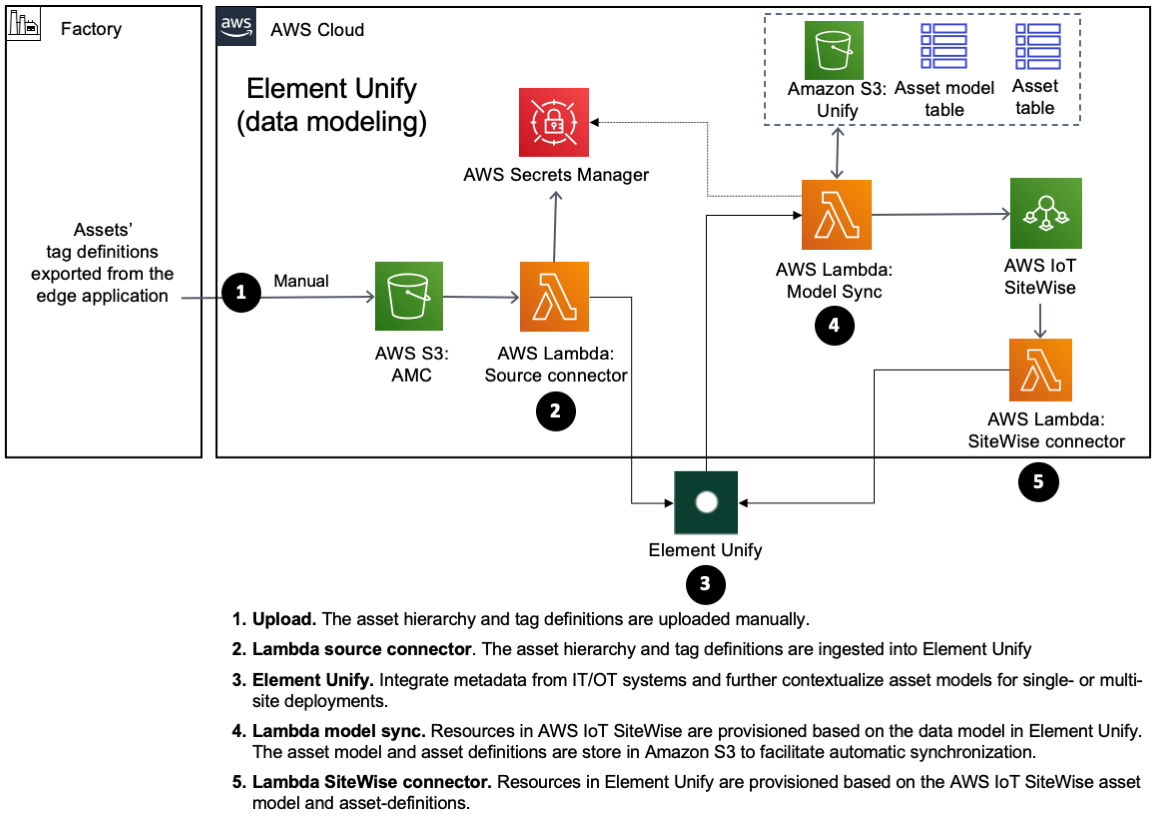 Factory
aws
AWS Cloud
Element Unify
(data modeling)
Amazon S3:
Unify
Asset model
table
Asset
table
AWS Secrets Manager
Assets’
tag definitions
exported from the
edge application
1
Manual
AWS S3:
AMC
AWS Lambda:
Source connector
2
AWS Lambda:
Model Sync
4
AWS IoT
SiteWise
AWS Lambda:
SiteWise connector
5
Element Unify
3
1. Upload. The asset hierarchy and tag definitions are uploaded manually.
2. Lambda source connector. The asset hierarchy and tag definitions are ingested into Element Unify
3. Element Unify. Integrate metadata from IT/OT systems and further contextualize asset models for single- or multi-
site deployments.
4. Lambda model sync. Resources in AWS IoT SiteWise are provisioned based on the data model in Element Unify.
The asset model and asset definitions are store in Amazon S3 to facilitate automatic synchronization.
5. Lambda SiteWise connector. Resources in Element Unify are provisioned based on the AWS IoT SiteWise asset
model and asset-definitions.